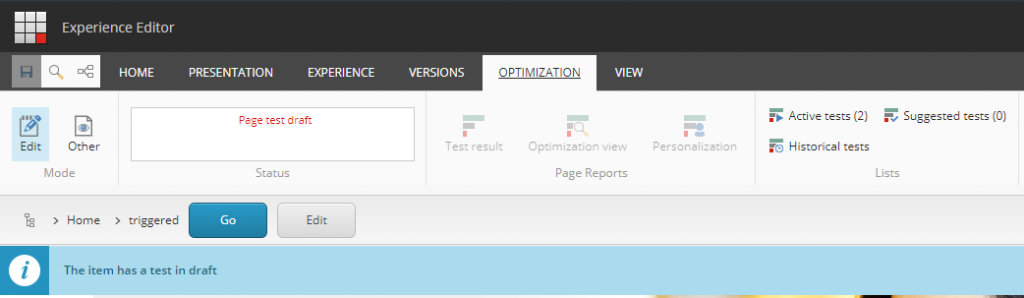 Experience Editor
HOME PRESENTATION EXPERIENCE VERSIONS OPTIMIZATION VIEW
Page test draft
Active tests (2) Suggested tests (0)
Edit Other Test result Optimization view Personalization
Historical tests
Mode Status Page Reports Lists
Home triggered Go Edit
The item has a test in draft